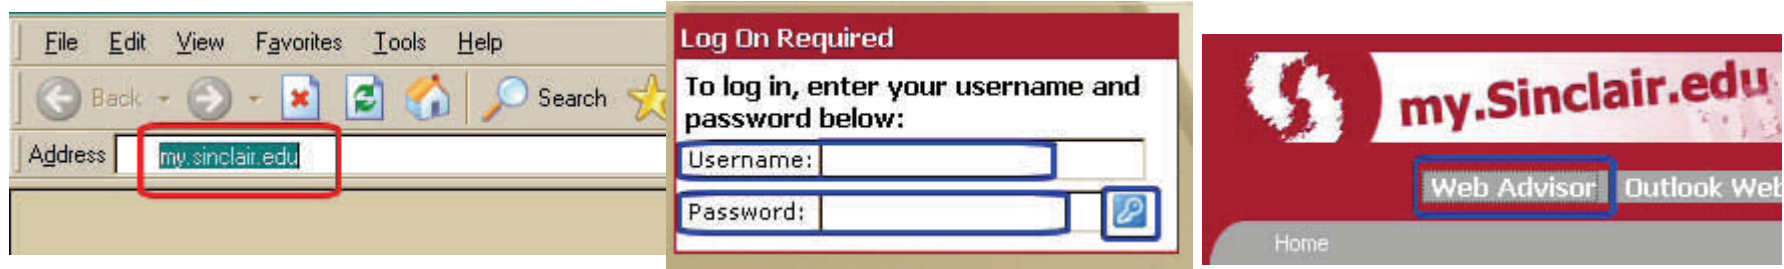 File Edit View Favorites Tools Help
Back Search
Address my.sinclair.edu
Log On Required
To log in, enter your username and
password below:
Username:
Password:
my.Sinclair.edu
Web Advisor Outlook Web
Home